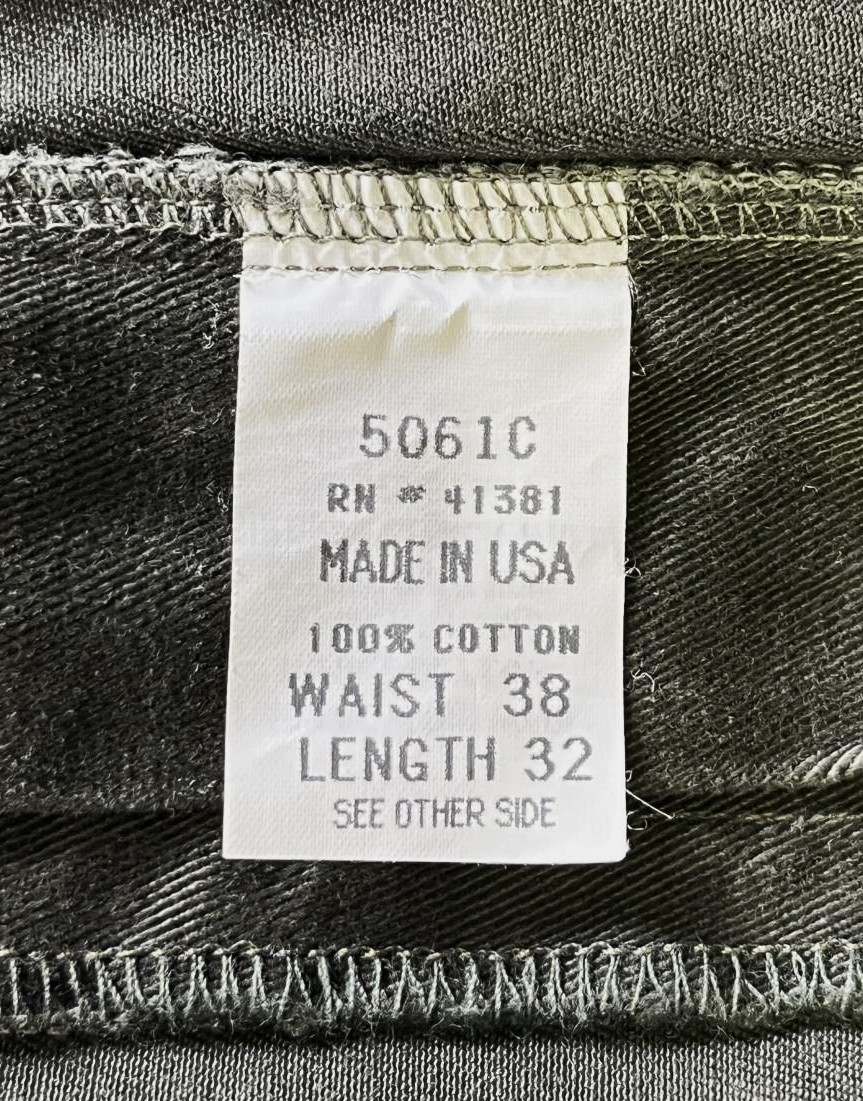 5061C
RN # 41381
MADE IN USA
100% COTTON
WAIST 38
LENGTH 32
SEE OTHER SIDE